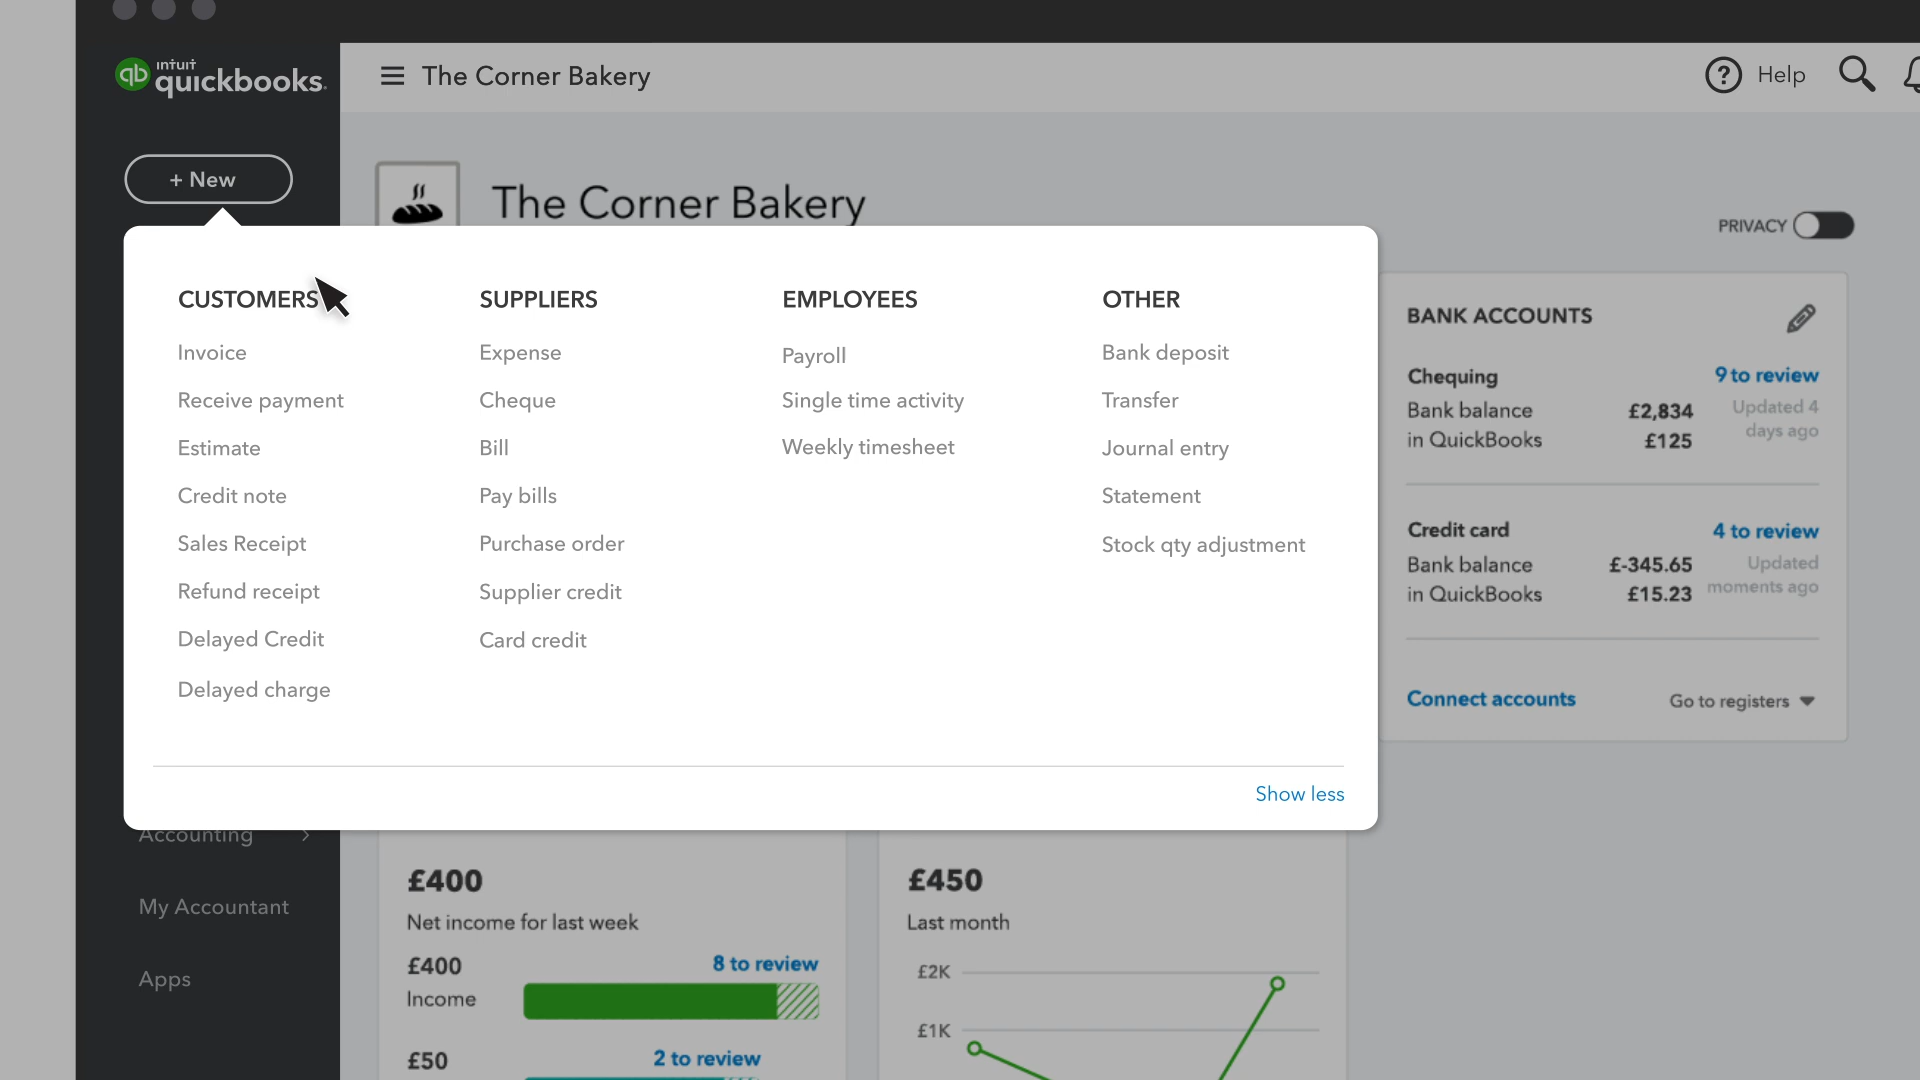 intuit
quickbooks.
The Corner Bakery
Help
+ New
The Corner Bakery
PRIVACY
CUSTOMERS
Invoice
Receive payment
Estimate
Credit note
Sales Receipt
Refund receipt
Delayed Credit
Delayed charge
SUPPLIERS
Expense
Cheque
Bill
Pay bills
Purchase order
Supplier credit
Card credit
EMPLOYEES
Payroll
Single time activity
Weekly timesheet
OTHER
Bank deposit
Transfer
Journal entry
Statement
Stock qty adjustment
Show less
BANK ACCOUNTS
Chequing
9 to review
Bank balance £2,834
Updated 4
days ago
in QuickBooks £125
Credit card
4 to review
Bank balance £-345.65
Updated
moments ago
in QuickBooks £15.23
Connect accounts
Go to registers
Accounting
My Accountant
Apps
£400
Net income for last week
£400
Income
8 to review
£50
2 to review
£450
Last month
£2K
£1K